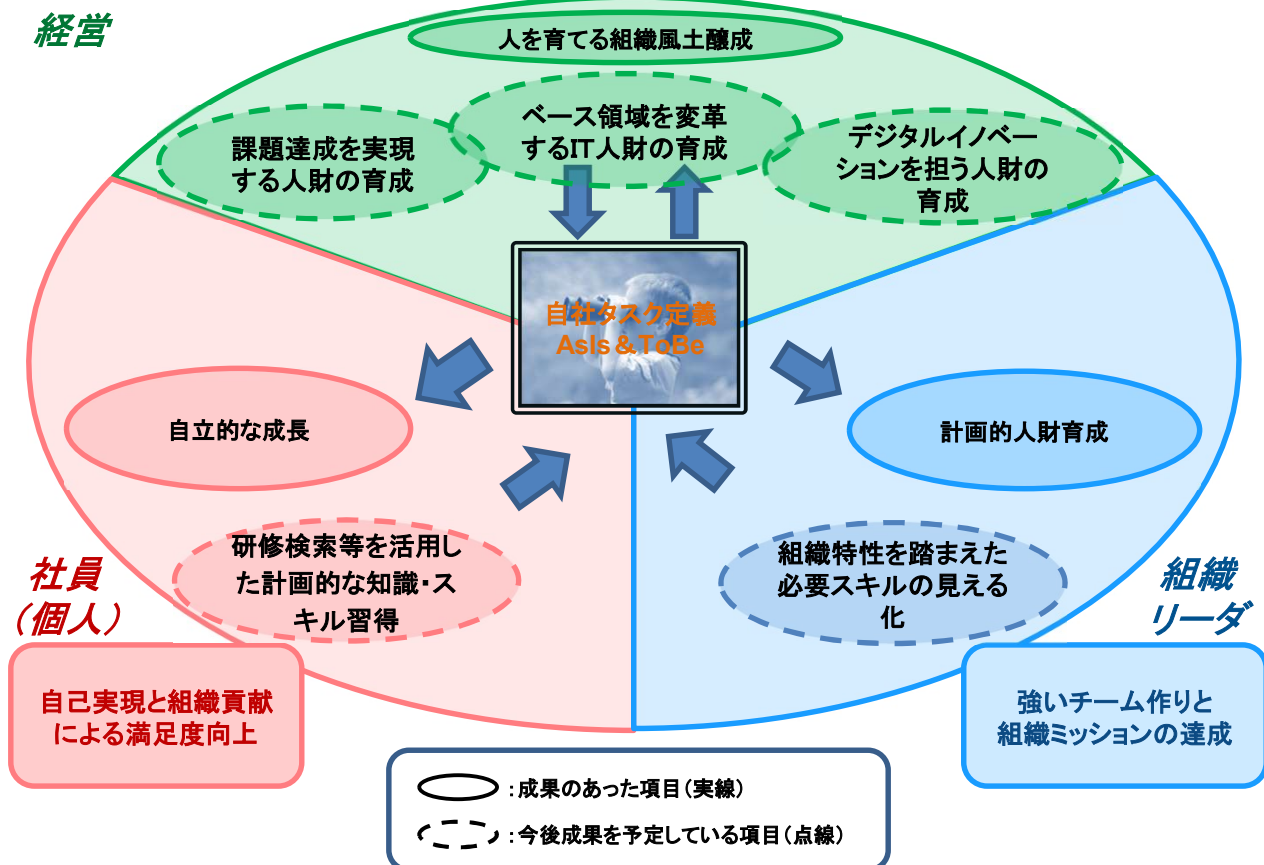 経営
人を育てる組織風土醸成
ベース領域を変革
するIT人財の育成
課題達成を実現
する人財の育成
デジタルイノベー
ションを担う人財の
育成
自社タスク定義
AsIs＆ToBe
自立的な成長
計画的人財育成
研修検索等を活用し
た計画的な知識・ス
キル習得
組織特性を踏まえた
必要スキルの見える
化
社員
（個人）
組織
リーダ
自己実現と組織貢献
による満足度向上
強いチーム作りと
組織ミッションの達成
：成果のあった項目（実線）
：今後成果を予定している項目（点線）